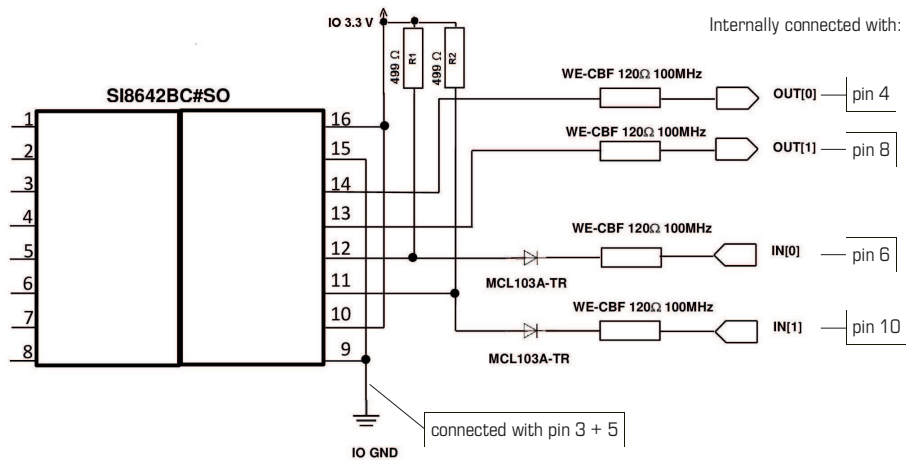 Internally connected with:
IO 3.3 V
499 Ω
R1
499 Ω
R2
WE-CBF 120Ω 100MHz
OUT[0]
pin 4
SI8642BC#SO
WE-CBF 120Ω 100MHz
OUT[1]
pin 8
1
16
2
15
3
14
4
13
WE-CBF 120Ω 100MHz
5
12
IN[0]
pin 6
MCL103A-TR
6
11
WE-CBF 120Ω 100MHz
7
10
IN[1]
pin 10
8
9
MCL103A-TR
connected with pin 3 + 5
IO GND